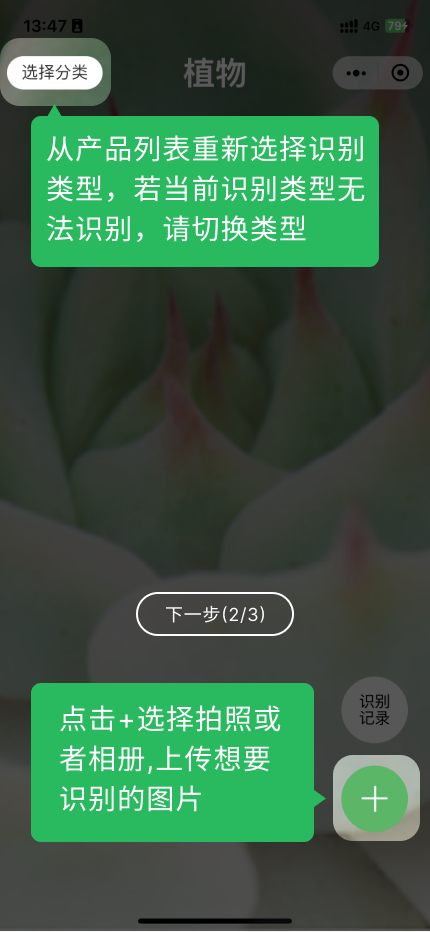 13:47
4G 79+
选择分类
植物
从产品列表重新选择识别
类型，若当前识别类型无
法识别，请切换类型
下一步(2/3)
点击+选择拍照或
者相册,上传想要
识别的图片
识别
记录